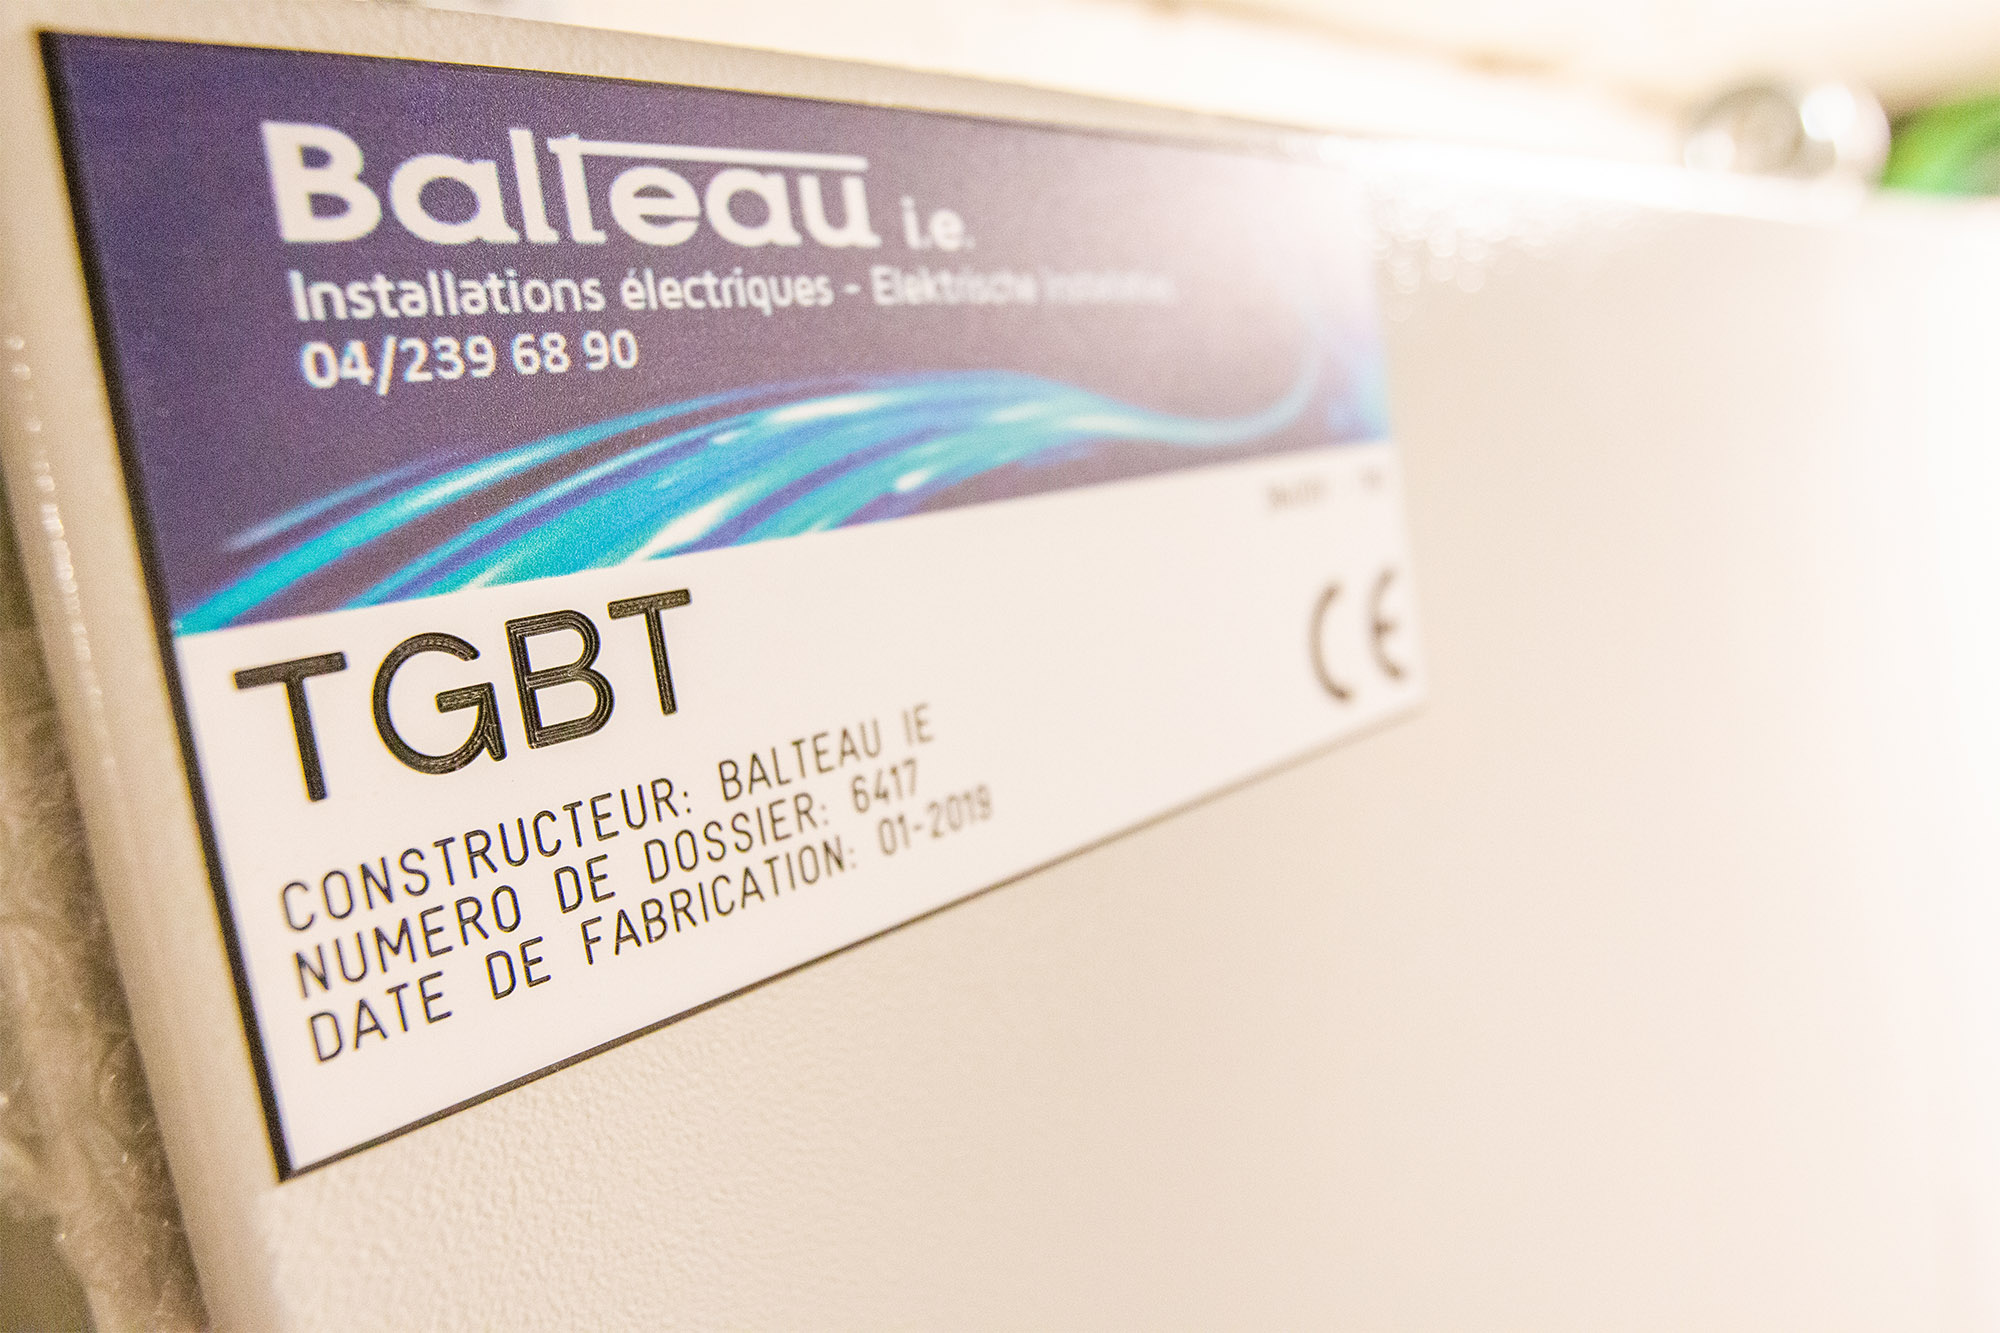 Balteau i.e.
Installations électriques - Elektrische installaties
04/239 68 90
TGBT
CE
CONSTRUCTEUR: BALTEAU IE
NUMERO DE DOSSIER: 6417
DATE DE FABRICATION: 01-2019